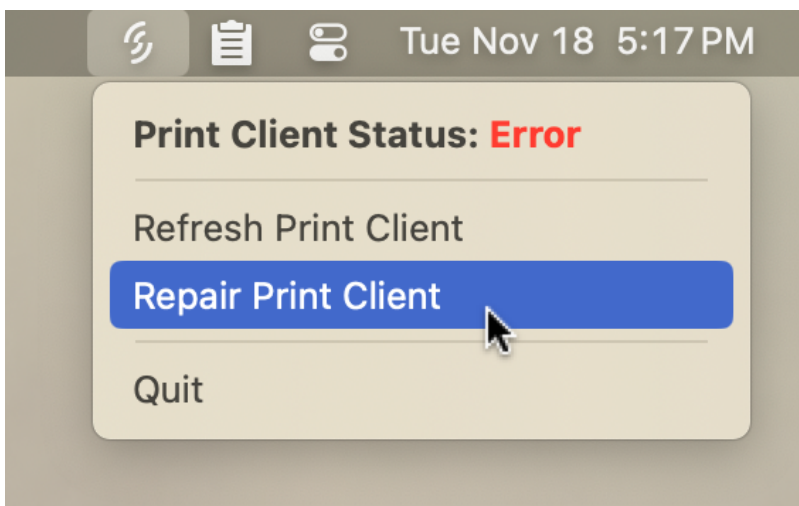 Tue Nov 18 5:17 PM
Print Client Status: Error
Refresh Print Client
Repair Print Client
Quit